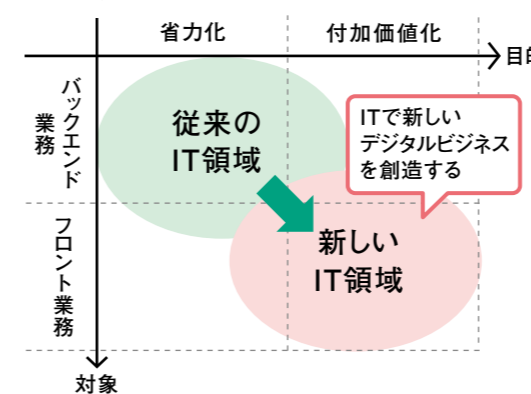 省力化
付加価値化
目的
バックエンド
業務
従来の
IT領域
ITで新しい
デジタルビジネス
を創造する
フロント業務
新しい
IT領域
対象